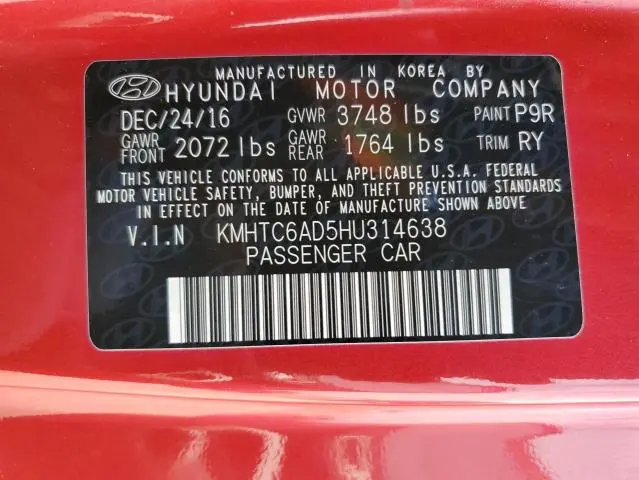 MANUFACTURED IN KOREA BY
HYUNDAI MOTOR COMPANY
DEC/24/16 GVWR 3748 lbs PAINT P9R
GAWR FRONT 2072 lbs GAWR REAR 1764 lbs TRIM RY
THIS VEHICLE CONFORMS TO ALL APPLICABLE U.S.A. FEDERAL
MOTOR VEHICLE SAFETY, BUMPER, AND THEFT PREVENTION STANDARDS
IN EFFECT ON THE DATE OF MANUFACTURE SHOWN ABOVE
V.I.N KMHTC6AD5HU314638
PASSENGER CAR